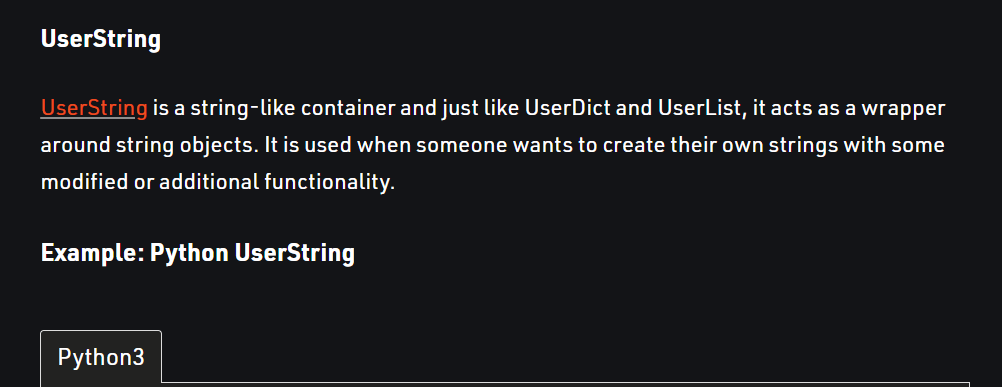 UserString
UserString is a string-like container and just like UserDict and UserList, it acts as a wrapper
around string objects. It is used when someone wants to create their own strings with some
modified or additional functionality.
Example: Python UserString
Python3